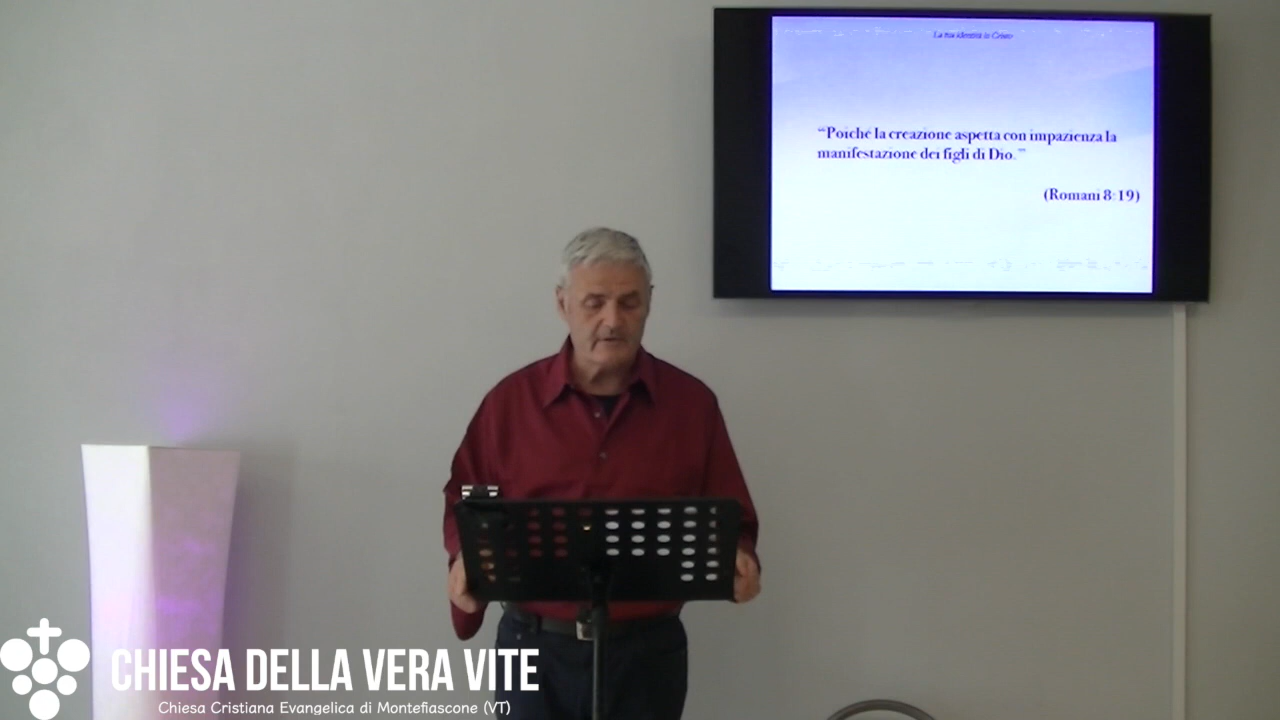 La tua identità in Cristo
“Poiché la creazione aspetta con impazienza la
manifestazione dei figli di Dio.”
(Romani 8:19)
CHIESA DELLA VERA VITE
Chiesa Cristiana Evangelica di Montefiascone (VT)